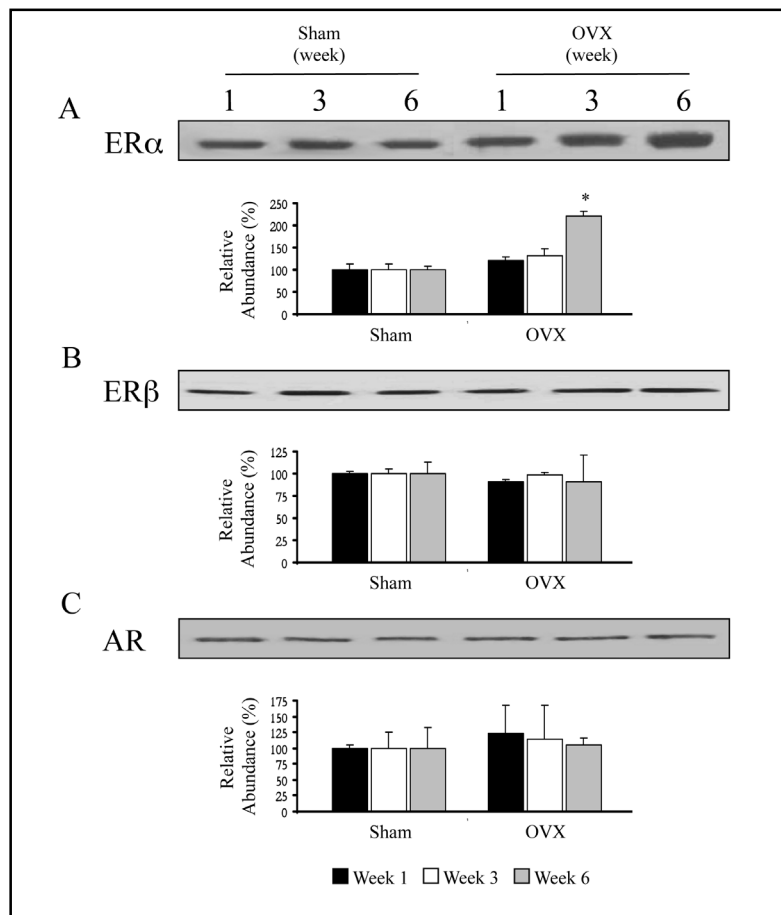 Sham
(week)
OVX
(week)
1 3 6 1 3 6
A
ERα
Relative
Abundance (%)
250
200
150
100
50
0
*
Sham OVX
B
ERβ
Relative
Abundance (%)
125
100
75
50
25
0
Sham OVX
C
AR
Relative
Abundance (%)
175
150
125
100
75
50
25
0
Sham OVX
Week 1 Week 3 Week 6